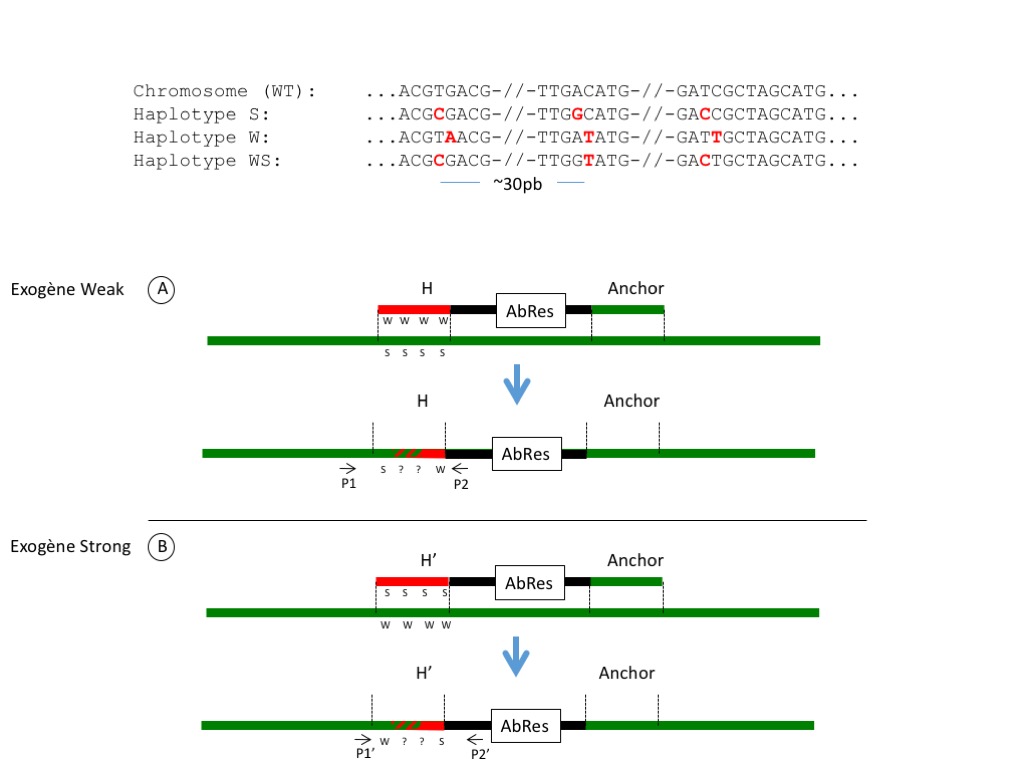 Chromosome (WT): ...ACGTGACG-//-TTGACATG-//-GATCGCTAGCATG...
Haplotype S: ...ACGCGACG-//-TTGGCATG-//-GACCGCTAGCATG...
Haplotype W: ...ACGTAACG-//-TTGATATG-//-GATTGCTAGCATG...
Haplotype WS: ...ACGCGACG-//-TTGGTATG-//-GACTGCTAGCATG...
~30pb
Exogène Weak A H Anchor
AbRes
W W W W
S S S S
H Anchor
AbRes
S ? ? W
P1 P2
Exogène Strong B H’ Anchor
AbRes
S S S S
W W W W
H’ Anchor
AbRes
W ? ? S
P1’ P2’